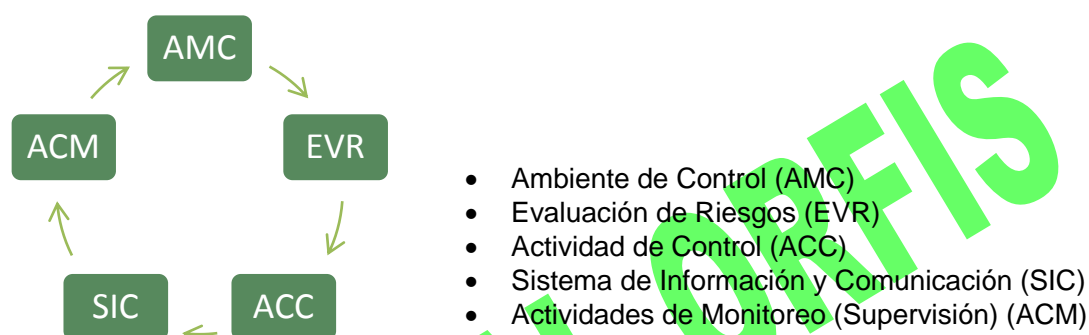 AMC
ACM
EVR
SIC
ACC
• Ambiente de Control (AMC)
• Evaluación de Riesgos (EVR)
• Actividad de Control (ACC)
• Sistema de Información y Comunicación (SIC)
• Actividades de Monitoreo (Supervisión) (ACM)
ORFIS